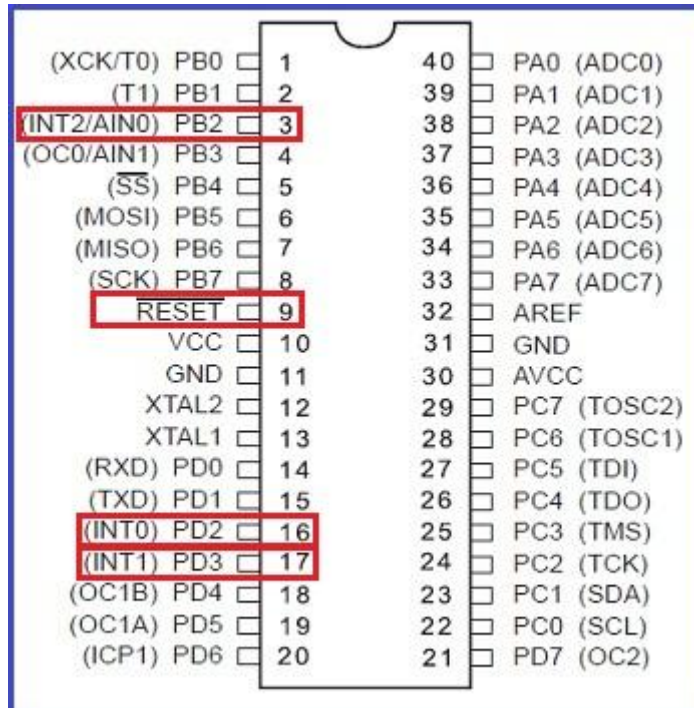 (XCK/T0) PB0 1 40 PA0 (ADC0)
(T1) PB1 2 39 PA1 (ADC1)
(INT2/AIN0) PB2 3 38 PA2 (ADC2)
(OC0/AIN1) PB3 4 37 PA3 (ADC3)
(SS) PB4 5 36 PA4 (ADC4)
(MOSI) PB5 6 35 PA5 (ADC5)
(MISO) PB6 7 34 PA6 (ADC6)
(SCK) PB7 8 33 PA7 (ADC7)
RESET 9 32 AREF
VCC 10 31 GND
GND 11 30 AVCC
XTAL2 12 29 PC7 (TOSC2)
XTAL1 13 28 PC6 (TOSC1)
(RXD) PD0 14 27 PC5 (TDI)
(TXD) PD1 15 26 PC4 (TDO)
(INT0) PD2 16 25 PC3 (TMS)
(INT1) PD3 17 24 PC2 (TCK)
(OC1B) PD4 18 23 PC1 (SDA)
(OC1A) PD5 19 22 PC0 (SCL)
(ICP1) PD6 20 21 PD7 (OC2)